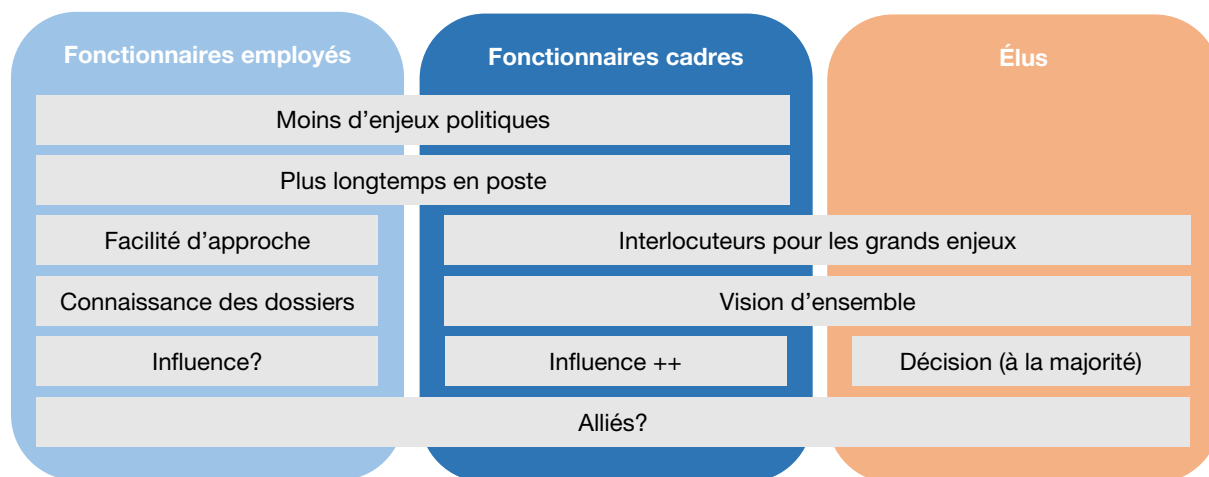 Fonctionnaires employés
Fonctionnaires cadres
Élus
Moins d’enjeux politiques
Plus longtemps en poste
Facilité d’approche
Interlocuteurs pour les grands enjeux
Connaissance des dossiers
Vision d’ensemble
Influence?
Influence ++
Décision (à la majorité)
Alliés?